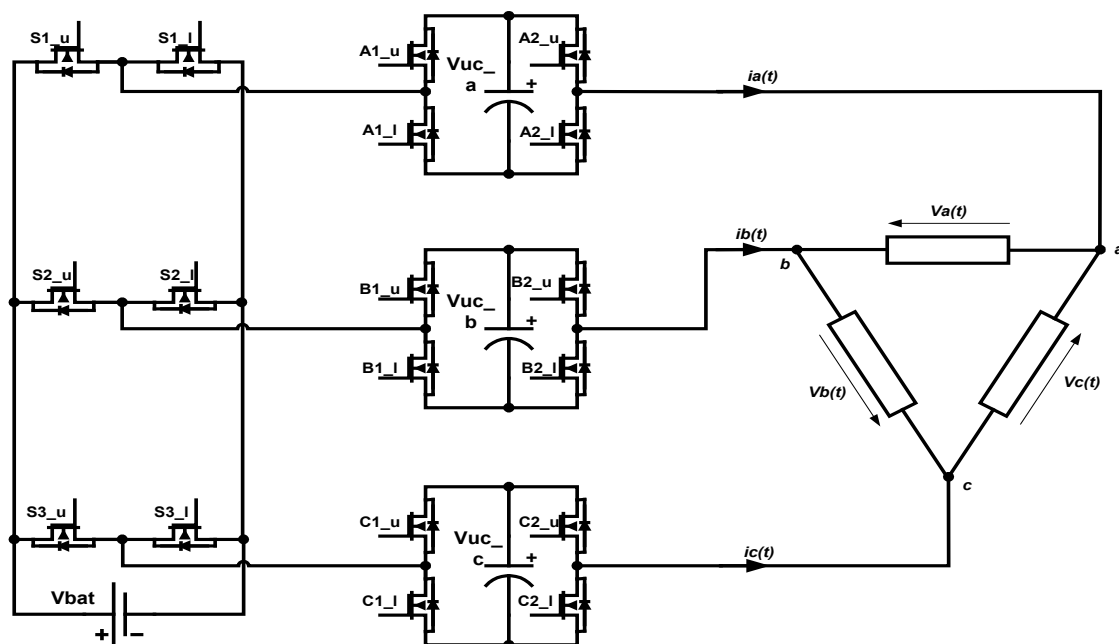 S1_u
S1_l
A1_u
A2_u
Vuc_
a
+
ia(t)
A1_l
A2_l
Va(t)
a
ib(t)
b
S2_u
S2_l
B1_u
B2_u
Vuc_
b
+
B1_l
B2_l
Vb(t)
Vc(t)
c
S3_u
S3_l
C1_u
C2_u
Vuc_
c
+
ic(t)
C1_l
C2_l
Vbat
+
−